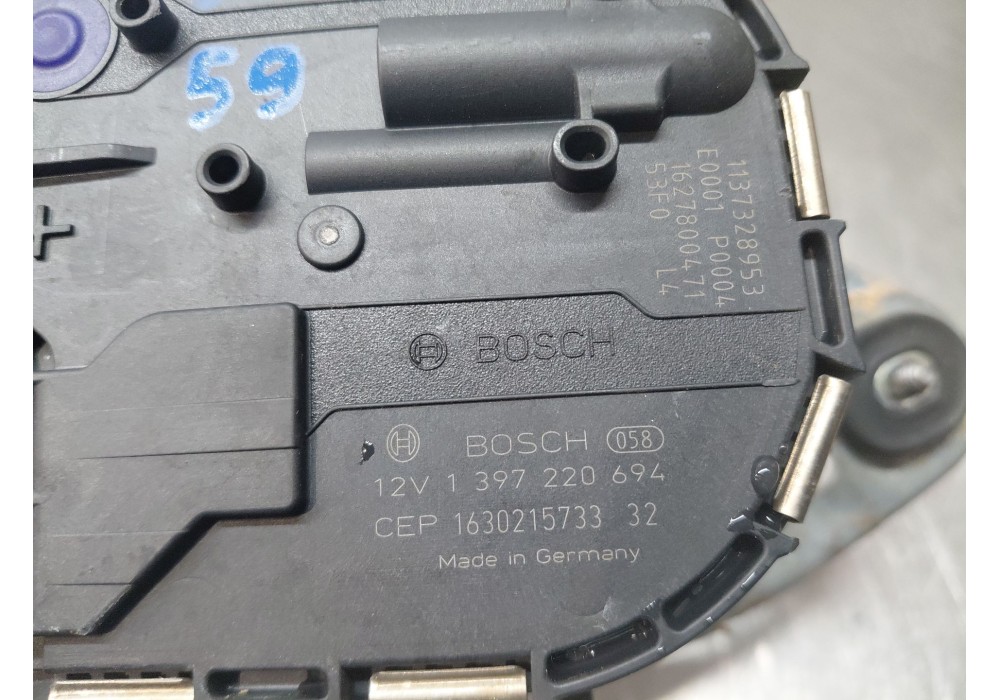 59
1137328953
E0001 P0004
1627800471
53F0 L4
+
BOSCH
BOSCH 058
12V 1 397 220 694
CEP 1630215733 32
Made in Germany